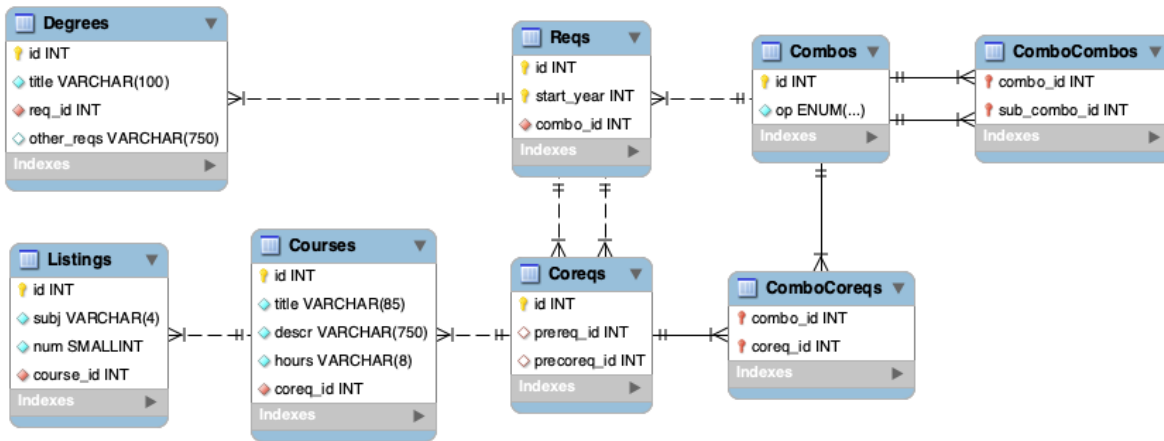 Degrees
id INT
title VARCHAR(100)
req_id INT
other_reqs VARCHAR(750)
Indexes
Reqs
id INT
start_year INT
combo_id INT
Indexes
Combos
id INT
op ENUM(...)
Indexes
ComboCombos
combo_id INT
sub_combo_id INT
Indexes
Listings
id INT
subj VARCHAR(4)
num SMALLINT
course_id INT
Indexes
Courses
id INT
title VARCHAR(85)
descr VARCHAR(750)
hours VARCHAR(8)
coreq_id INT
Indexes
Coreqs
id INT
prereq_id INT
precoreq_id INT
Indexes
ComboCoreqs
combo_id INT
coreq_id INT
Indexes